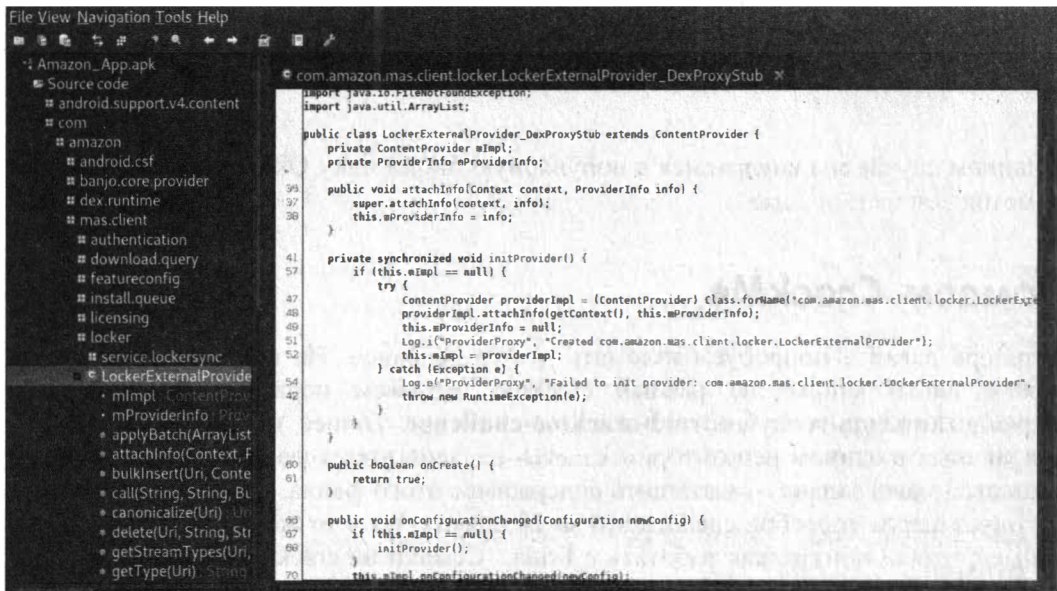 File View Navigation Tools Help
Amazon_App.apk
Source code
android.support.v4.content
com
amazon
android.csf
banjo.core.provider
dex.runtime
mas.client
authentication
download.query
featureconfig
install.queue
licensing
locker
service.lockersync
LockerExternalProvide
mImpl ContentProvi
mProviderInfo Prov
applyBatch(ArrayList
attachInfo(Context, P
bulkInsert(Uri, Conte
call(String, String, Bu
canonicalize(Uri) Uri
delete(Uri, String, Str
getStreamTypes(Uri,
getType(Uri) String
com.amazon.mas.client.locker.LockerExternalProvider_DexProxyStub
import java.io.FileNotFoundException;
import java.util.ArrayList;
public class LockerExternalProvider_DexProxyStub extends ContentProvider {
private ContentProvider mImpl;
private ProviderInfo mProviderInfo;
public void attachInfo(Context context, ProviderInfo info) {
37 super.attachInfo(context, info);
38 this.mProviderInfo = info;
}
41 private synchronized void initProvider() {
57 if (this.mImpl == null) {
try {
47 ContentProvider providerImpl = (ContentProvider) Class.forName("com.amazon.mas.client.locker.LockerExte
48 providerImpl.attachInfo(getContext(), this.mProviderInfo);
49 this.mProviderInfo = null;
51 Log.i("ProviderProxy", "Created com.amazon.mas.client.locker.LockerExternalProvider");
52 this.mImpl = providerImpl;
} catch (Exception e) {
54 Log.e("ProviderProxy", "Failed to init provider: com.amazon.mas.client.locker.LockerExternalProvider",
42 throw new RuntimeException(e);
}
}
}
60 public boolean onCreate() {
61 return true;
}
public void onConfigurationChanged(Configuration newConfig) {
67 if (this.mImpl == null) {
68 initProvider();
}
70 this.mImpl.onConfigurationChanged(newConfig);